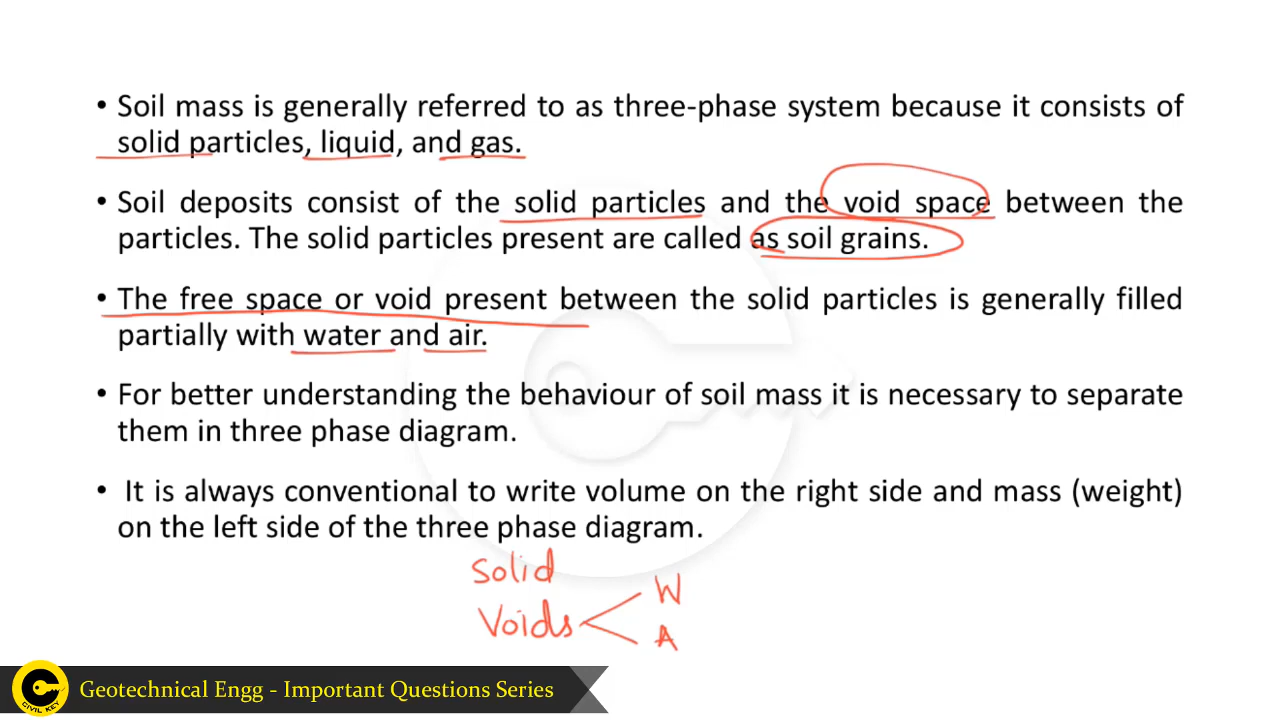 • Soil mass is generally referred to as three-phase system because it consists of
solid particles, liquid, and gas.
• Soil deposits consist of the solid particles and the void space between the
particles. The solid particles present are called as soil grains.
• The free space or void present between the solid particles is generally filled
partially with water and air.
• For better understanding the behaviour of soil mass it is necessary to separate
them in three phase diagram.
• It is always conventional to write volume on the right side and mass (weight)
on the left side of the three phase diagram.
Solid
Voids < W
A
Geotechnical Engg - Important Questions Series
CIVIL KEY